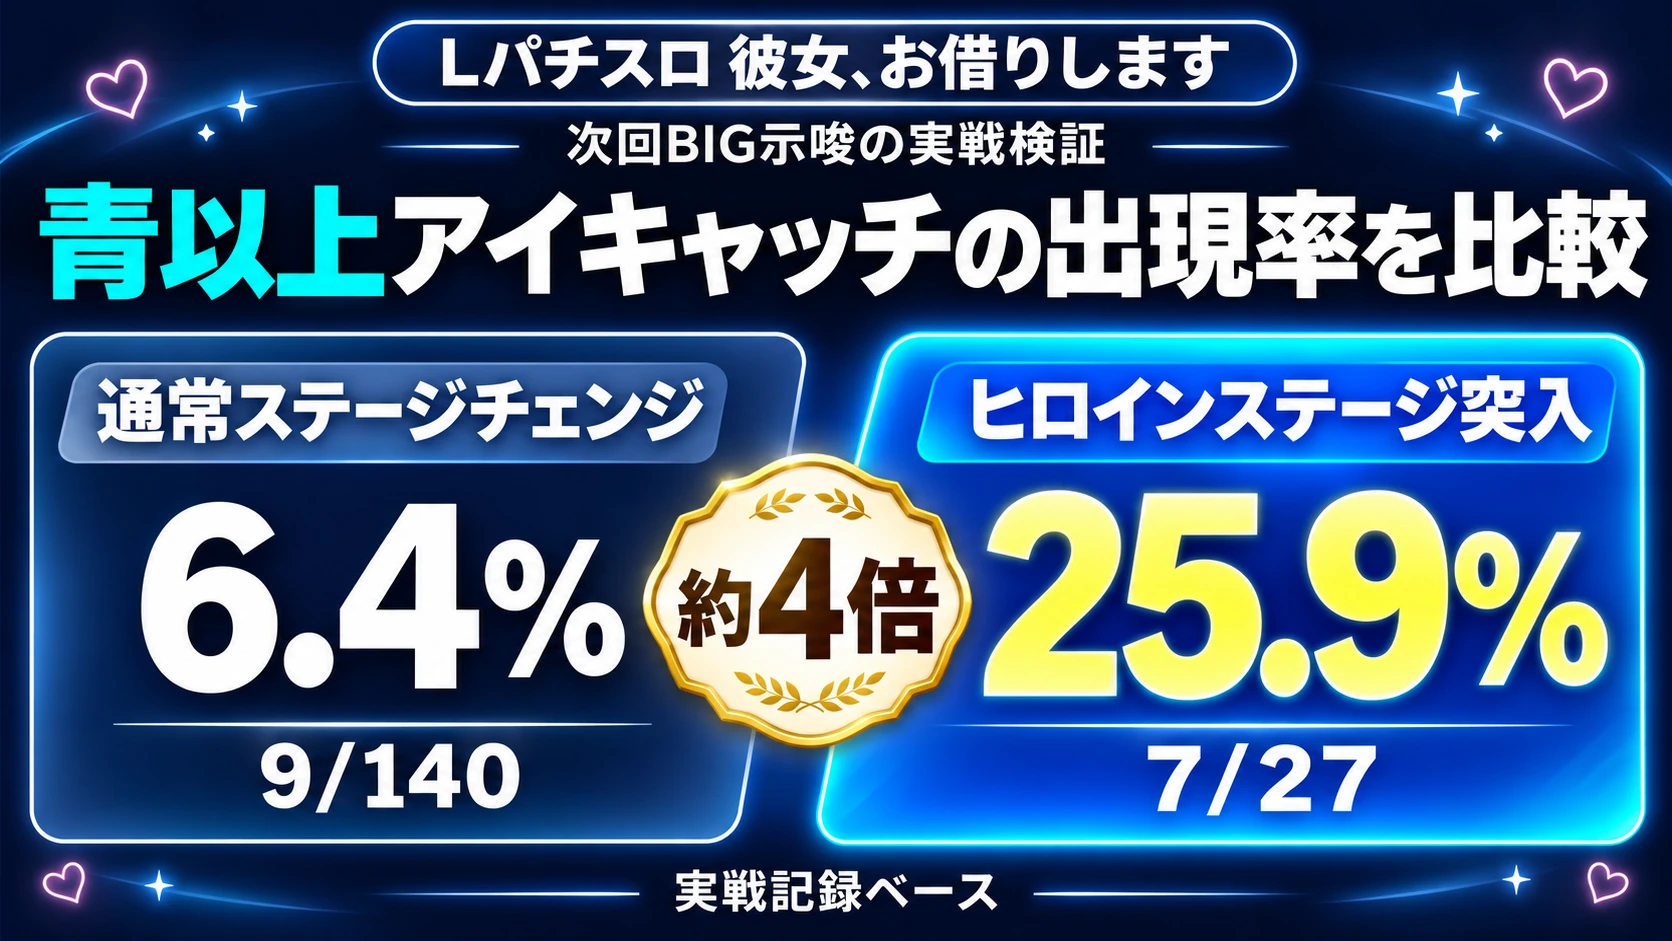 Lパチスロ 彼女、お借りします
次回BIG示唆の実戦検証
青以上アイキャッチの出現率を比較
通常ステージチェンジ
6.4%
9/140
約4倍
ヒロインステージ突入
25.9%
7/27
実戦記録ベース